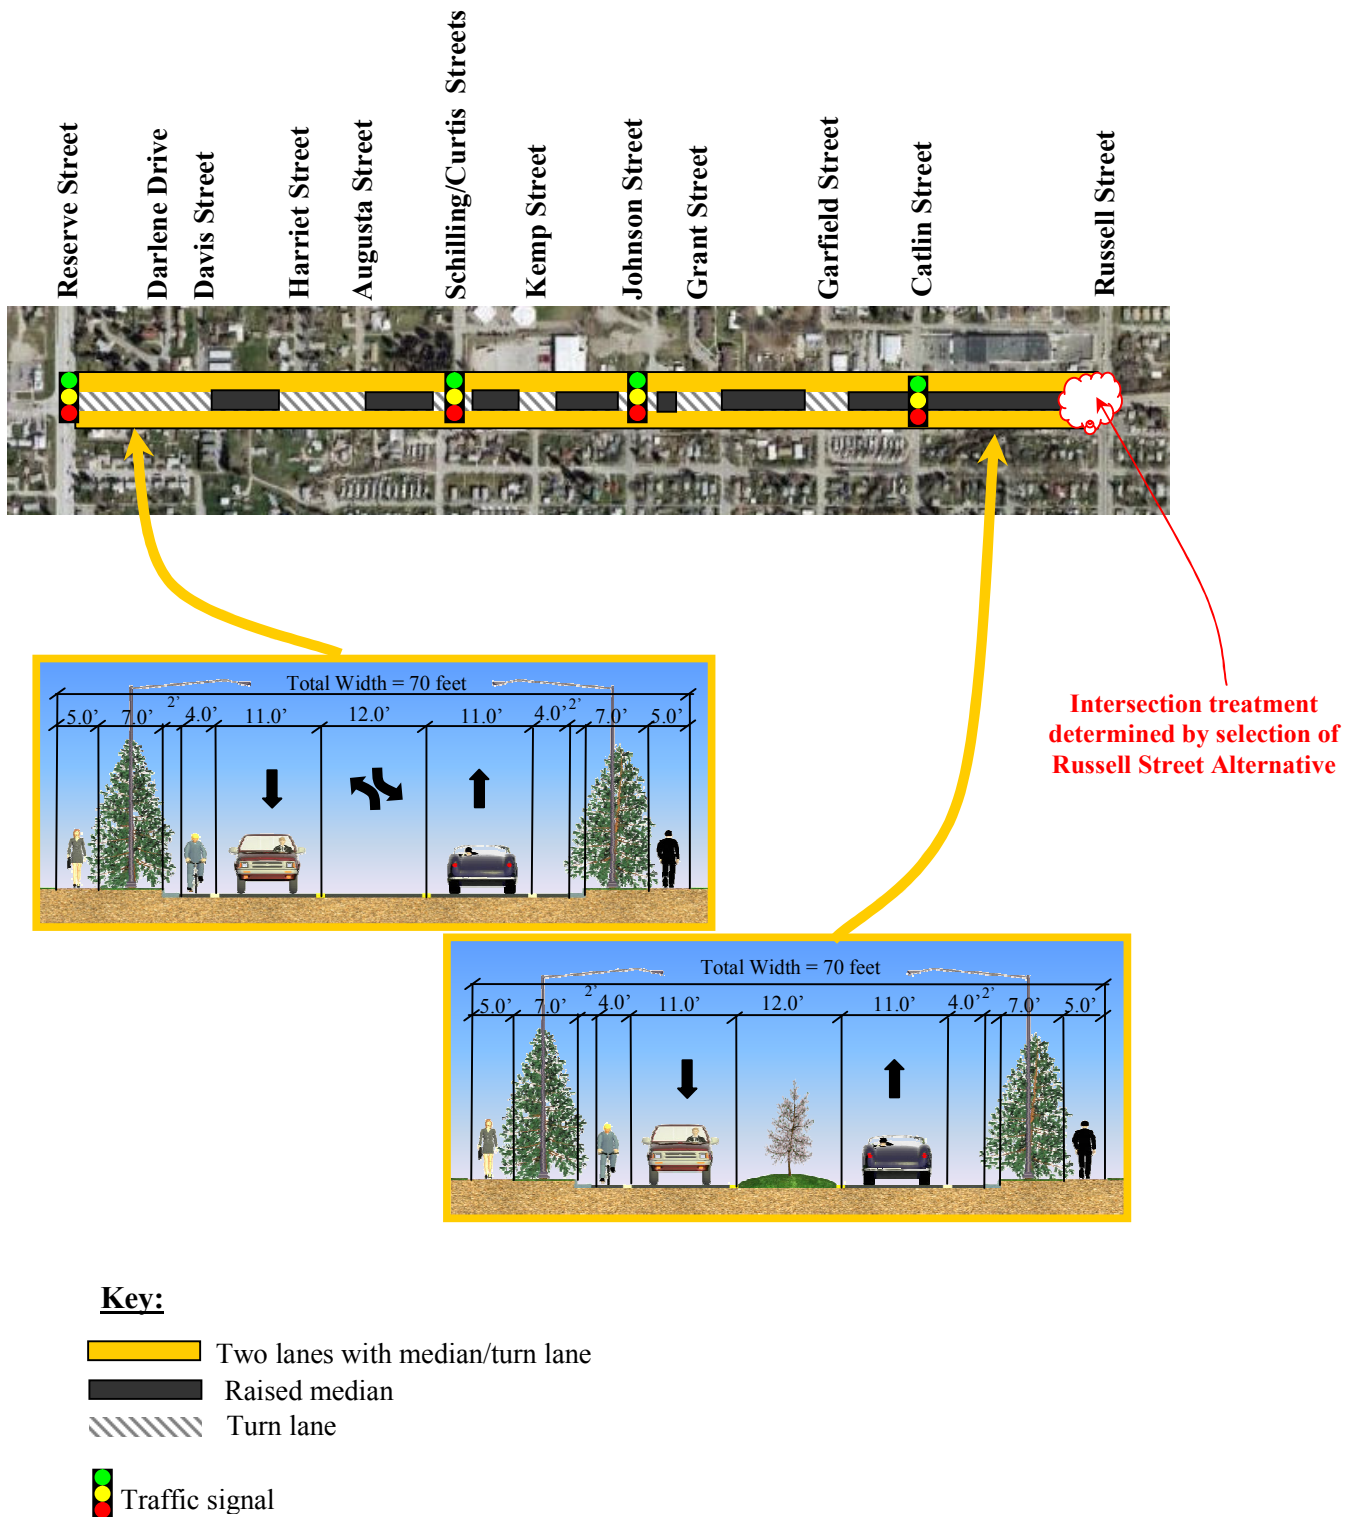 Reserve Street
Darlene Drive
Davis Street
Harriet Street
Augusta Street
Schilling/Curtis Streets
Kemp Street
Johnson Street
Grant Street
Garfield Street
Catlin Street
Russell Street
Intersection treatment
determined by selection of
Russell Street Alternative
Total Width = 70 feet
5.0’ 7.0’ 2’ 4.0’ 11.0’ 12.0’ 11.0’ 4.0’ 2’ 7.0’ 5.0’
Total Width = 70 feet
5.0’ 7.0’ 2’ 4.0’ 11.0’ 12.0’ 11.0’ 4.0’ 2’ 7.0’ 5.0’
Key:
Two lanes with median/turn lane
Raised median
Turn lane
Traffic signal